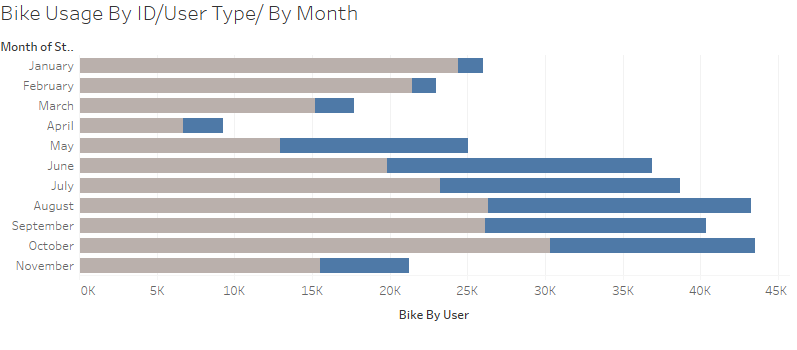 Bike Usage By ID/User Type/ By Month
Month of St..
January
February
March
April
May
June
July
August
September
October
November
0K 5K 10K 15K 20K 25K 30K 35K 40K 45K
Bike By User